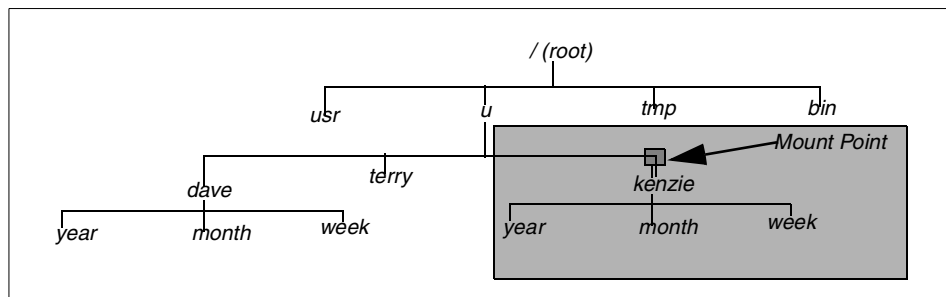 / (root)
usr u tmp bin
Mount Point
dave terry kenzie
year month week year month week